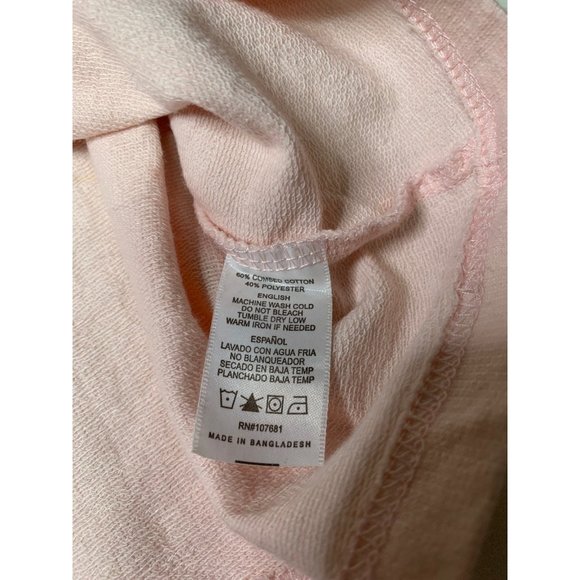 60% COMBED COTTON
40% POLYESTER
ENGLISH
MACHINE WASH COLD
DO NOT BLEACH
TUMBLE DRY LOW
WARM IRON IF NEEDED
ESPAÑOL
LAVADO CON AGUA FRIA
NO BLANQUEADOR
SECADO EN BAJA TEMP
PLANCHADO BAJA TEMP
RN#107681
MADE IN BANGLADESH